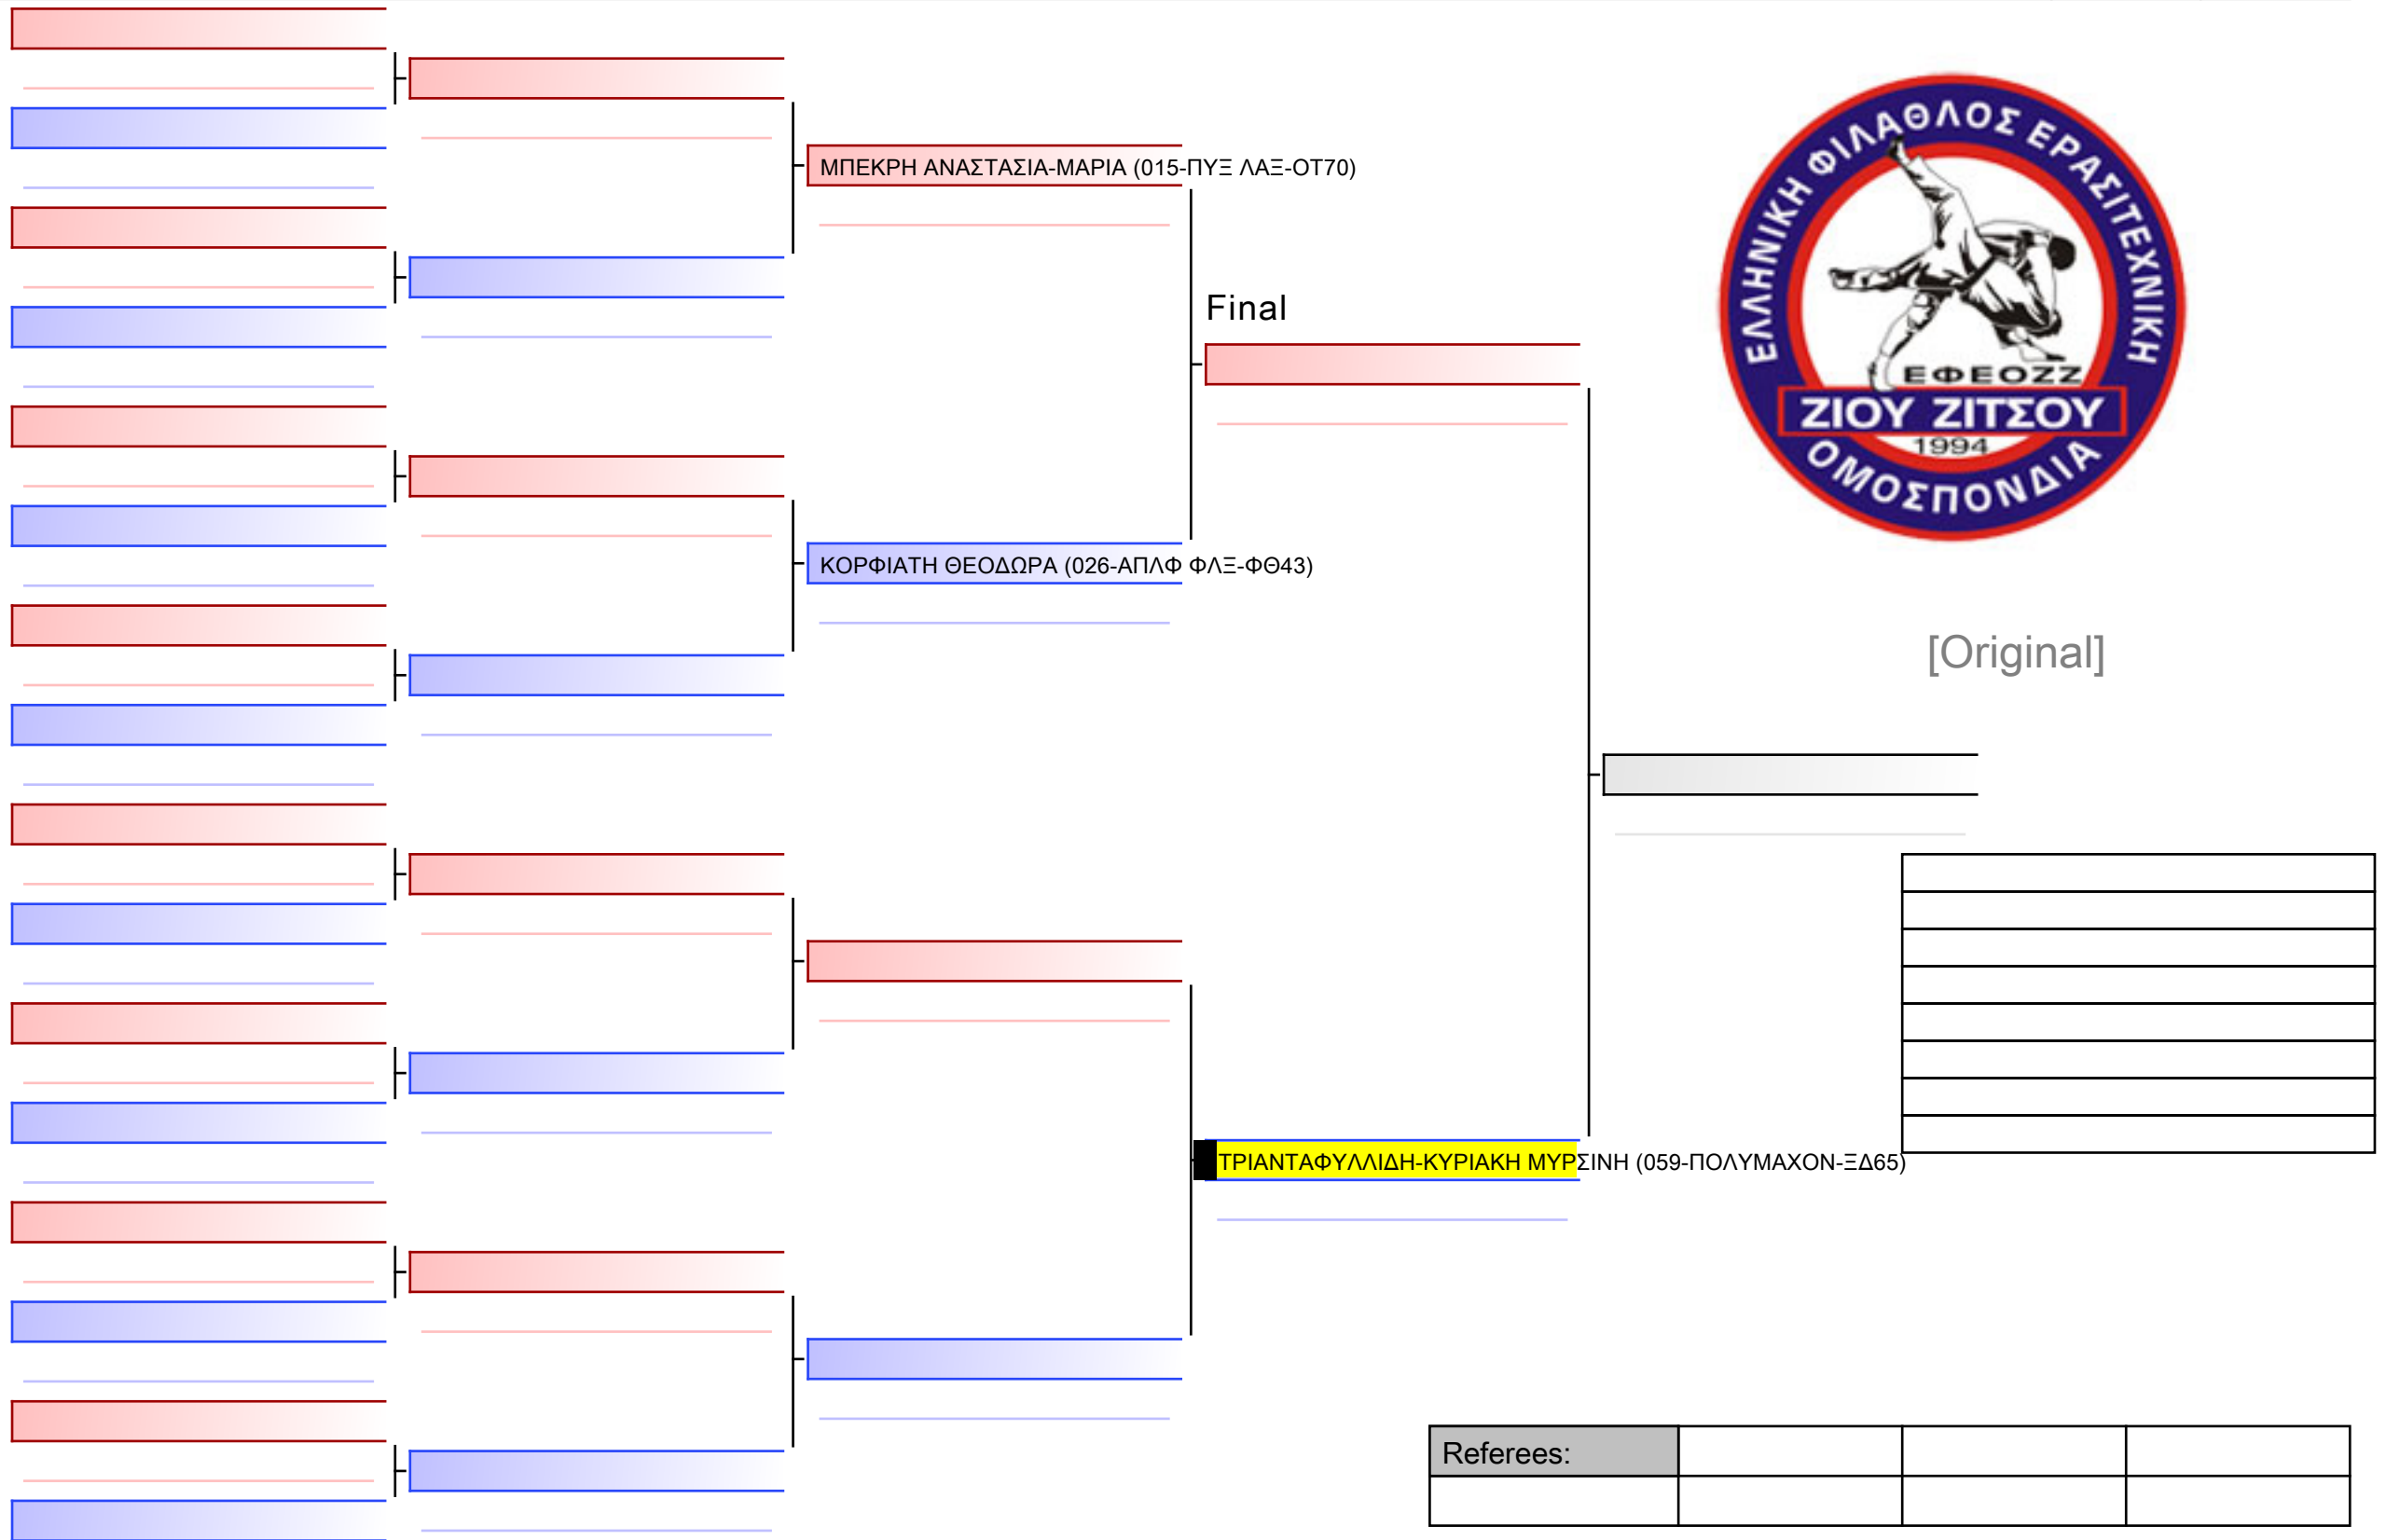 ΜΠΕΚΡΗ ΑΝΑΣΤΑΣΙΑ-ΜΑΡΙΑ (015-ΠΥΞ ΛΑΞ-ΟΤ70)
ΕΛΛΗΝΙΚΗ ΦΙΛΑΘΛΟΣ ΕΡΑΣΙΤΕΧΝΙΚΗ
Final
ΕΦΕΟΖΖ
ΖΙΟΥ ΖΙΤΣΟΥ
1994
ΟΜΟΣΠΟΝΔΙΑ
ΚΟΡΦΙΑΤΗ ΘΕΟΔΩΡΑ (026-ΑΠΛΦ ΦΛΞ-ΦΘ43)
[Original]
ΤΡΙΑΝΤΑΦΥΛΛΙΔΗ-ΚΥΡΙΑΚΗ ΜΥΡΣΙΝΗ (059-ΠΟΛΥΜΑΧΟΝ-ΞΔ65)
Referees: